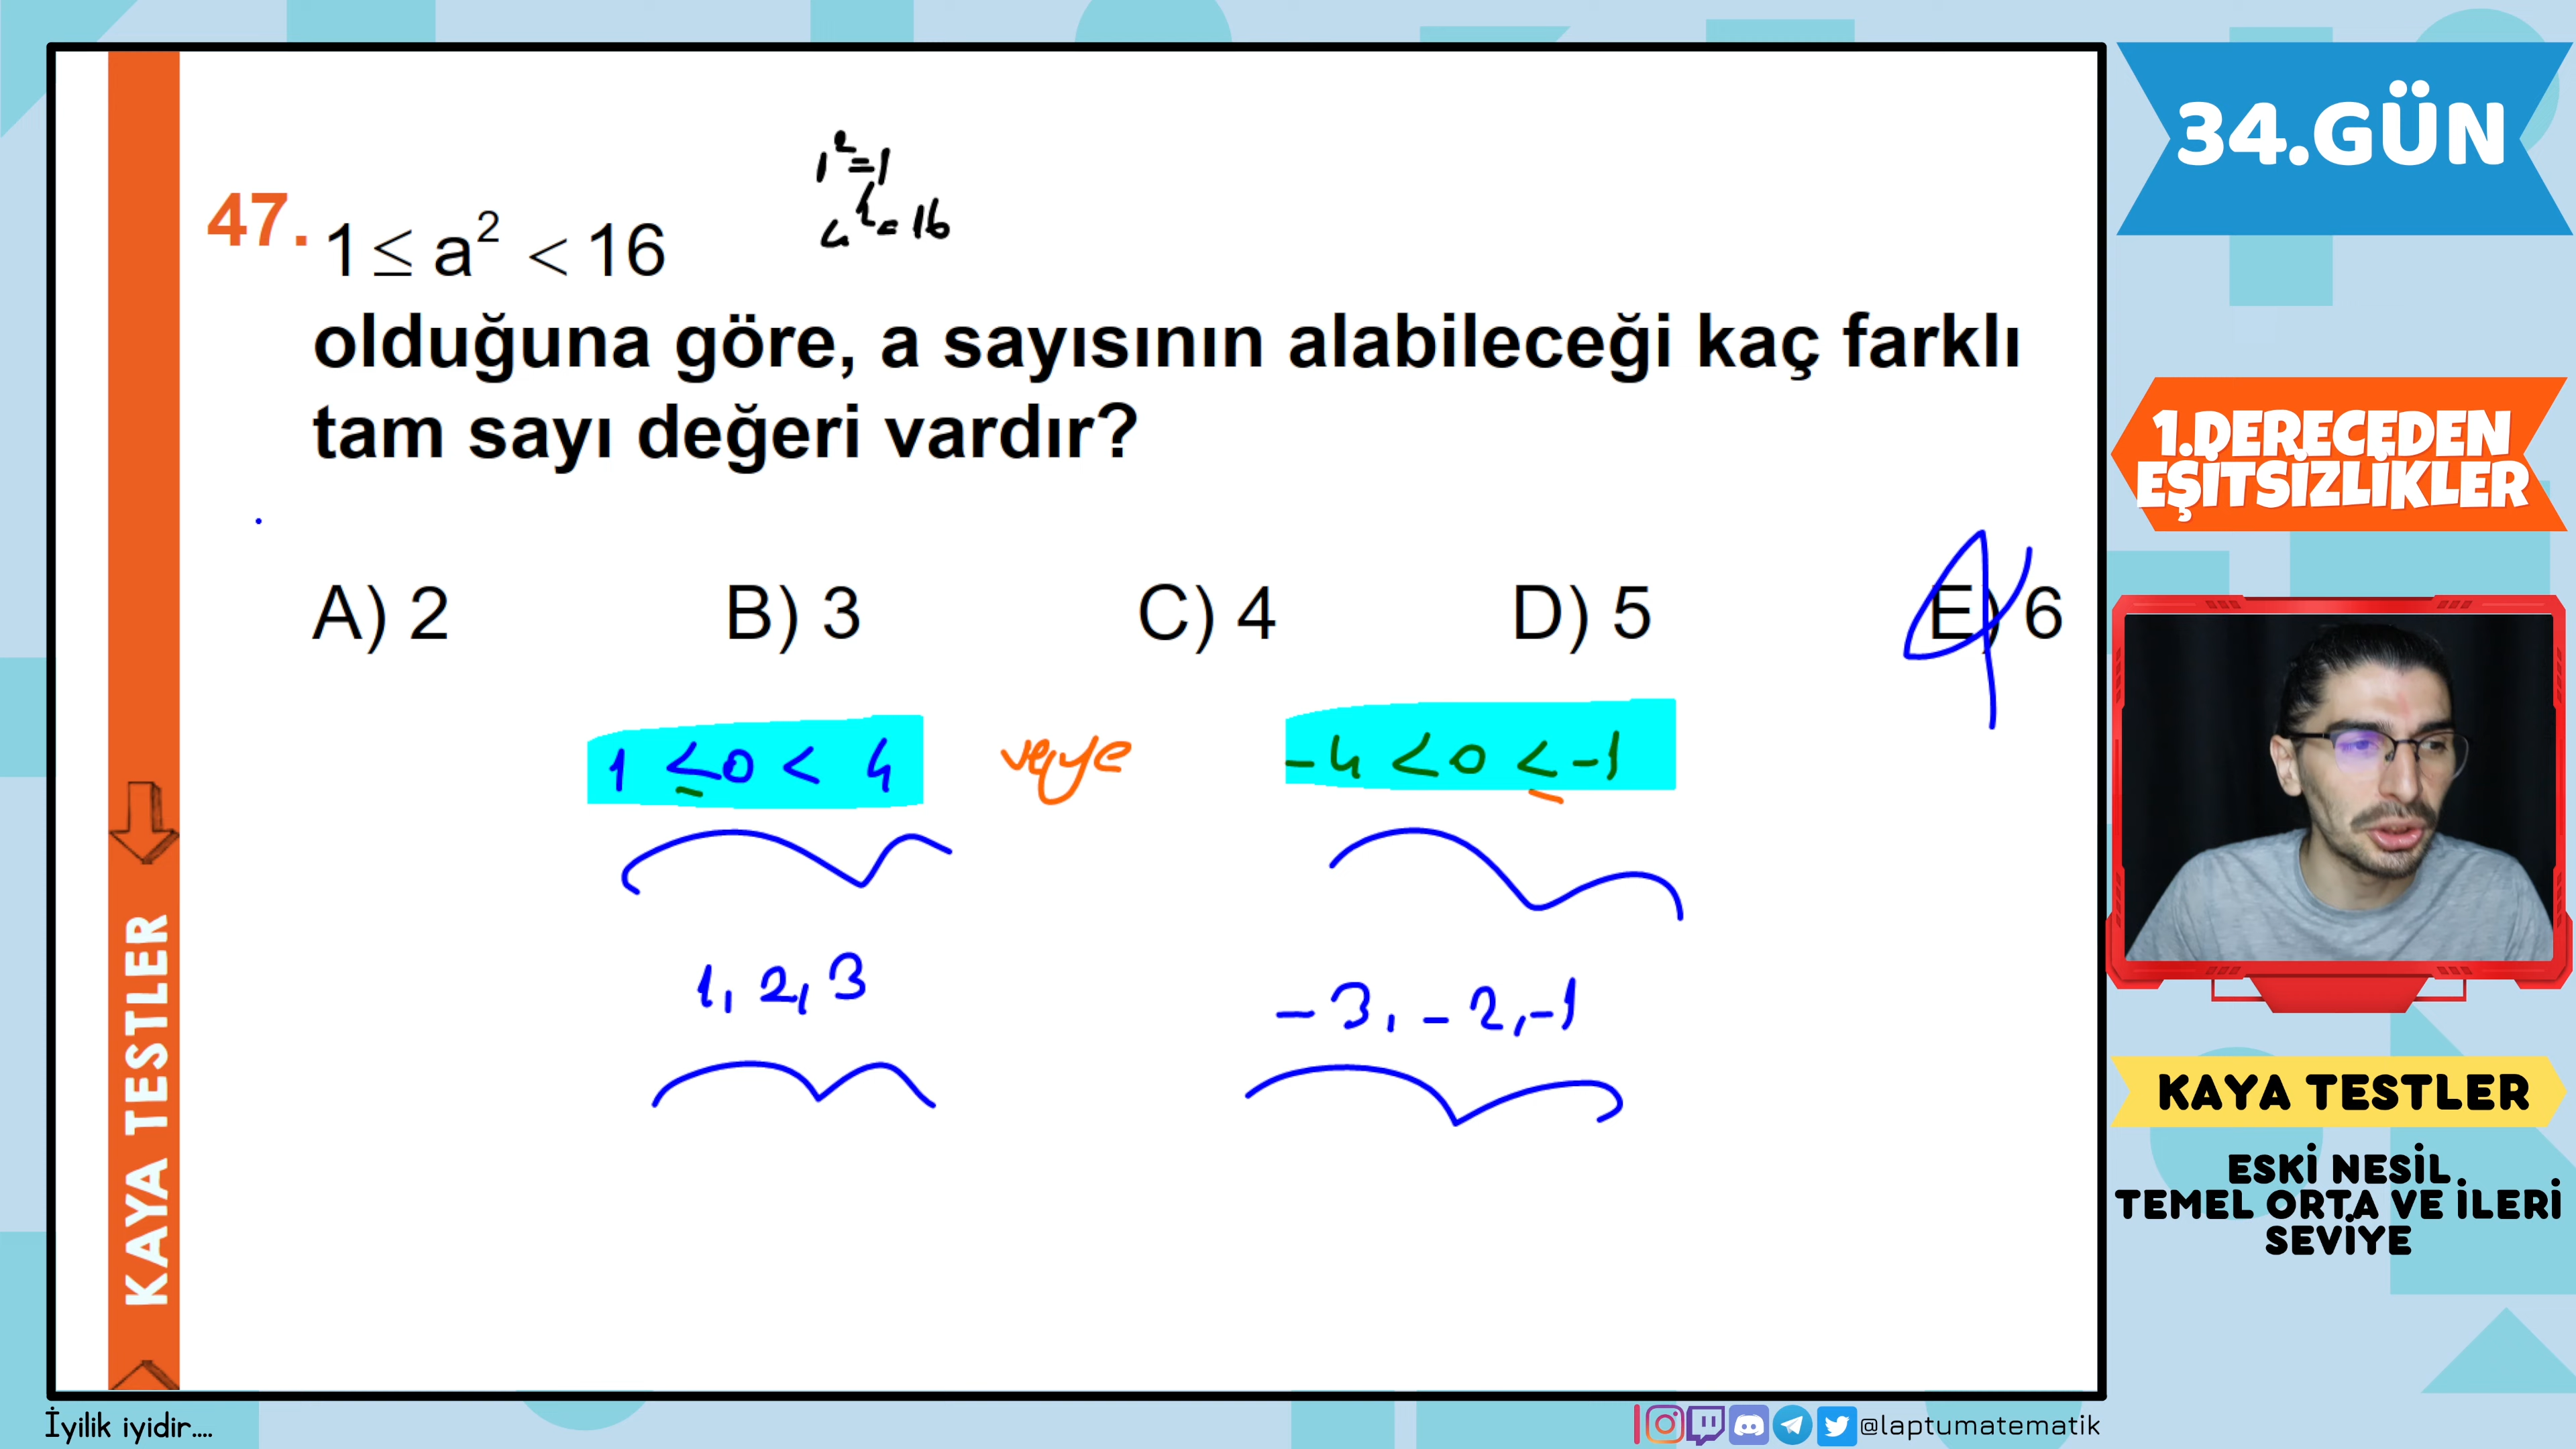 34.GÜN
1²=1
4²=16
47. 1 ≤ a² < 16
olduğuna göre, a sayısının alabileceği kaç farklı
tam sayı değeri vardır?
A) 2 B) 3 C) 4 D) 5 E) 6
1 ≤ a < 4 veya -4 < a ≤ -1
1, 2, 3 -3, -2, -1
KAYA TESTLER
1.DERECEDEN
EŞİTSİZLİKLER
KAYA TESTLER
ESKİ NESİL
TEMEL ORTA VE İLERİ
SEVİYE
İyilik iyidir....
@laptumatematik